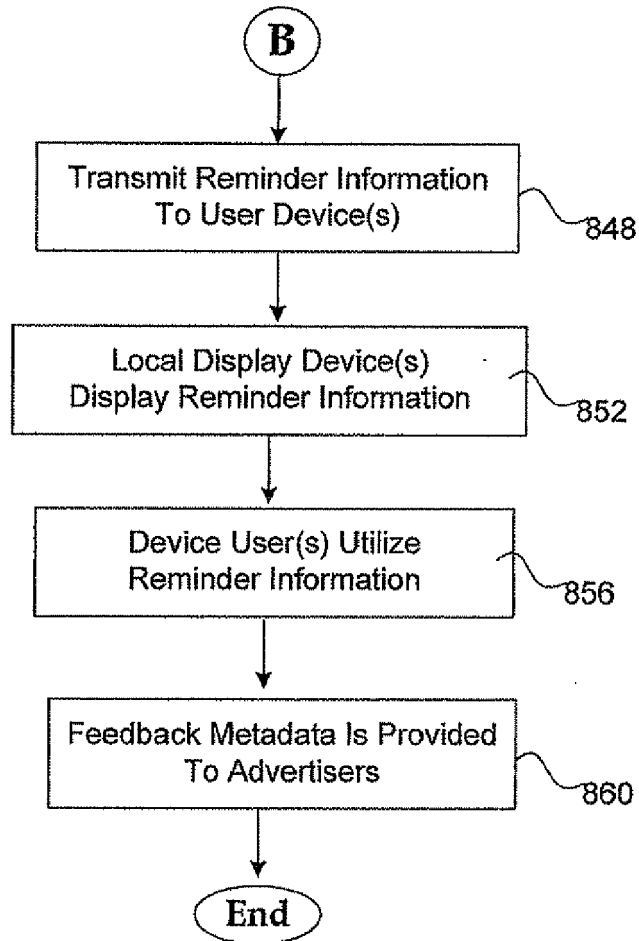 B
Transmit Reminder Information
To User Device(s)
848
Local Display Device(s)
Display Reminder Information
852
Device User(s) Utilize
Reminder Information
856
Feedback Metadata Is Provided
To Advertisers
860
End